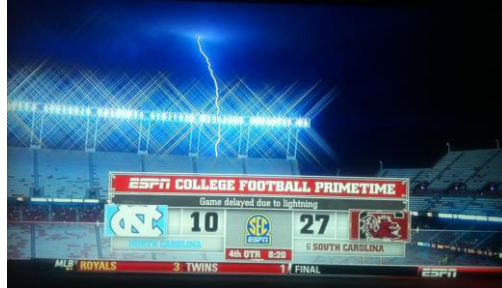 ESPN COLLEGE FOOTBALL PRIMETIME
Game delayed due to lightning
NC 10 SEC ESPN 27
NORTH CAROLINA 6 SOUTH CAROLINA
4th QTR 8:20
MLB ROYALS 3 TWINS 1 FINAL ESPN